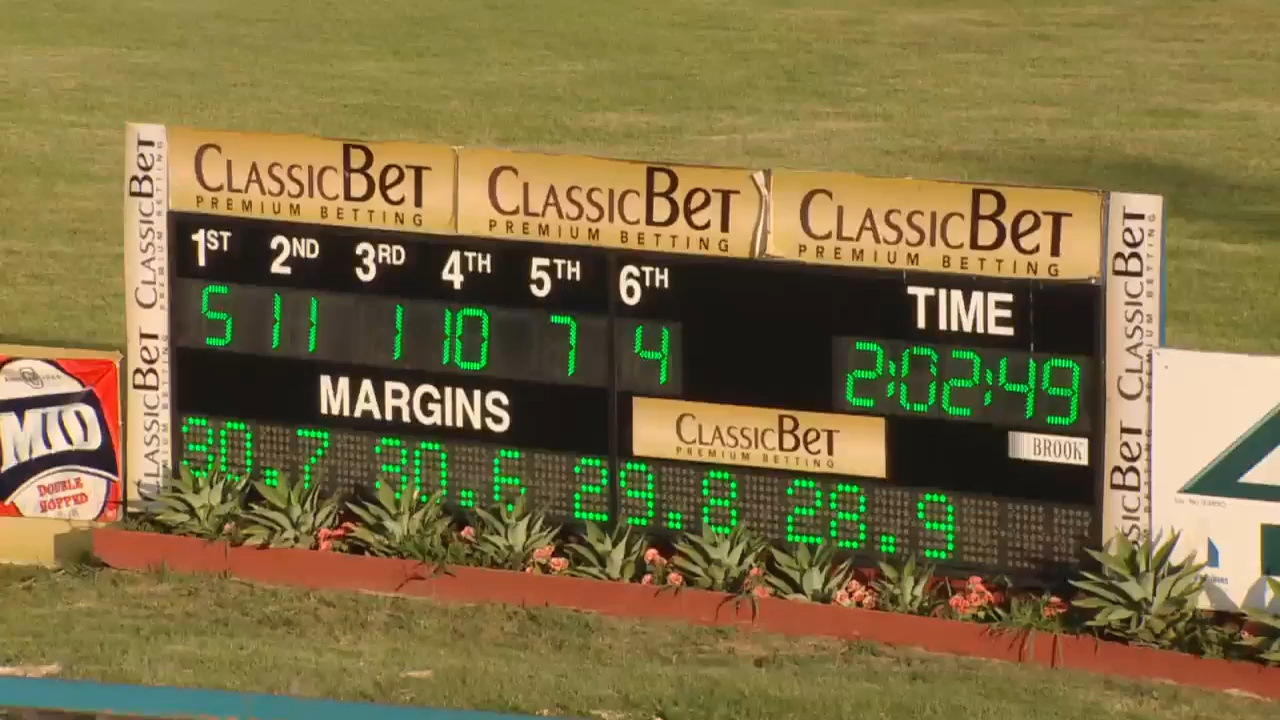 CLASSICBET CLASSICBET CLASSICBET
PREMIUM BETTING PREMIUM BETTING PREMIUM BETTING
1ST 2ND 3RD 4TH 5TH 6TH
5 11 1 10 7 4
TIME
2:02:49
MARGINS
CLASSICBET
PREMIUM BETTING
BROOK
30.7 30.6 29.8 28.9
CLASSICBET
CLASSICBET
CLASSICBET
CLASSICBET
MID
DOUBLE
HOPPED